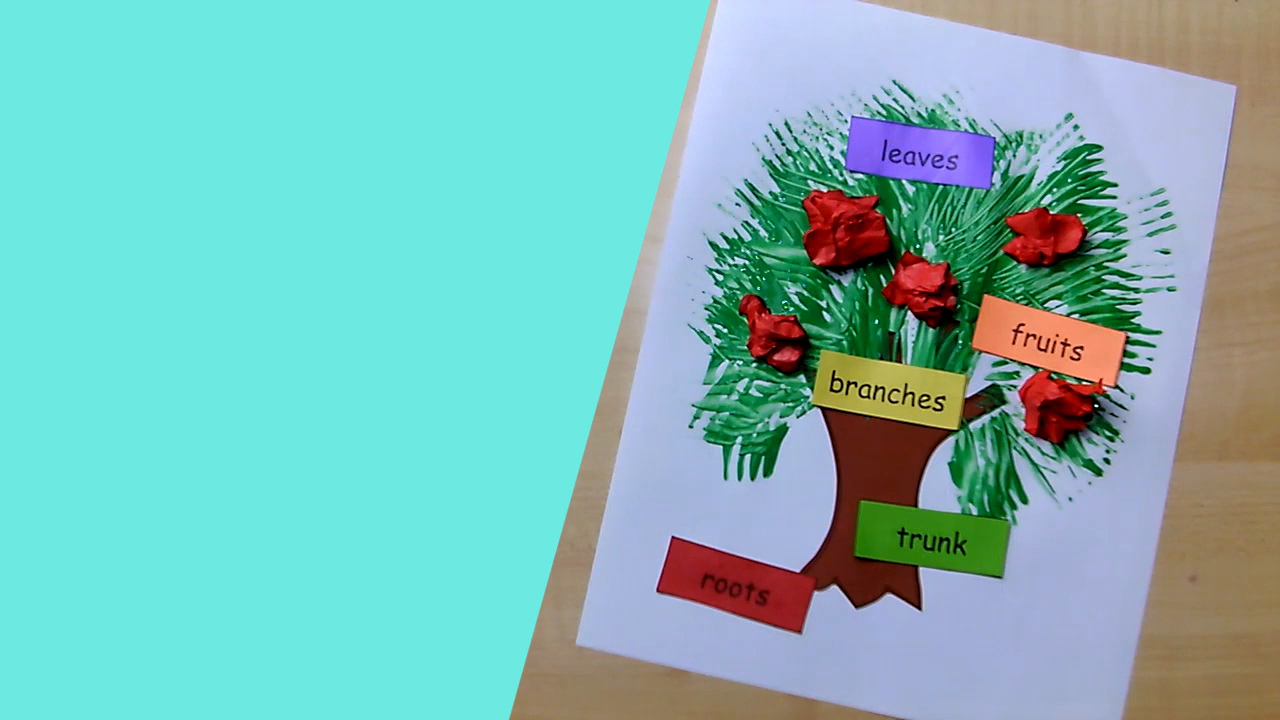 leaves
fruits
branches
trunk
roots